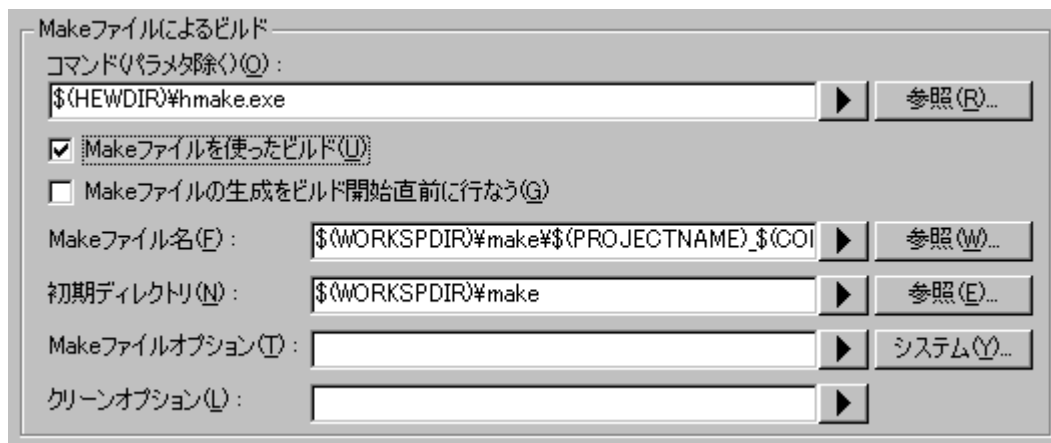 Makeファイルによるビルド
コマンド(パラメタ除く)(O)：
$(HEWDIR)¥hmake.exe 参照(R)...
Makeファイルを使ったビルド(U)
Makeファイルの生成をビルド開始直前に行なう(G)
Makeファイル名(F)： $(WORKSPDIR)¥make¥$(PROJECTNAME)_$(COI 参照(W)...
初期ディレクトリ(N)： $(WORKSPDIR)¥make 参照(E)...
Makeファイルオプション(T)： システム(Y)...
クリーンオプション(L)：